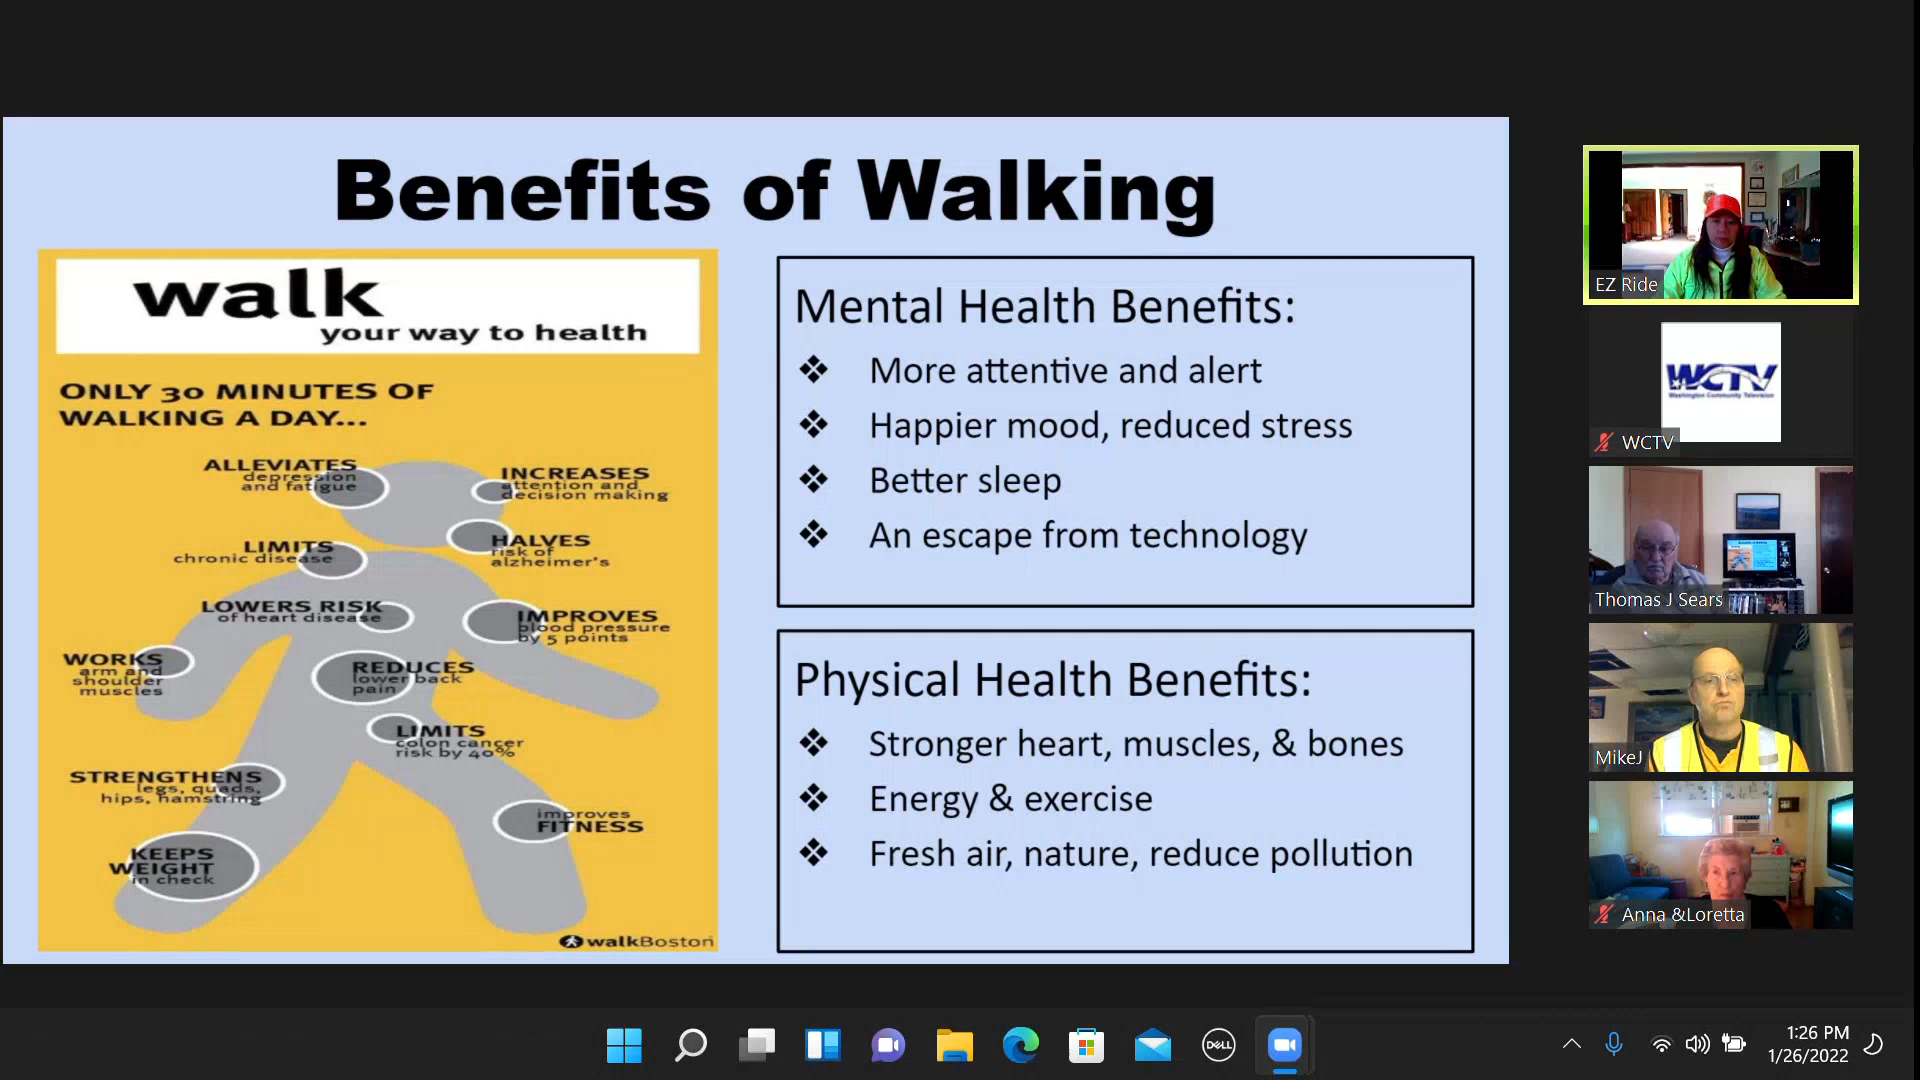 Benefits of Walking
walk
your way to health
ONLY 30 MINUTES OF
WALKING A DAY...
ALLEVIATES
depression
and fatigue
INCREASES
attention and
decision making
LIMITS
chronic disease
HALVES
risk of
alzheimer's
LOWERS RISK
of heart disease
IMPROVES
blood pressure
by 5 points
WORKS
arm and
shoulder
muscles
REDUCES
lower back
pain
LIMITS
colon cancer
risk by 40%
STRENGTHENS
legs, quads,
hips, hamstring
improves
FITNESS
KEEPS
WEIGHT
in check
walkBoston
Mental Health Benefits:
❖ More attentive and alert
❖ Happier mood, reduced stress
❖ Better sleep
❖ An escape from technology
Physical Health Benefits:
❖ Stronger heart, muscles, & bones
❖ Energy & exercise
❖ Fresh air, nature, reduce pollution
EZ Ride
WCTV
Washington Community Television
WCTV
Thomas J Sears
MikeJ
Anna &Loretta
DELL
1:26 PM
1/26/2022